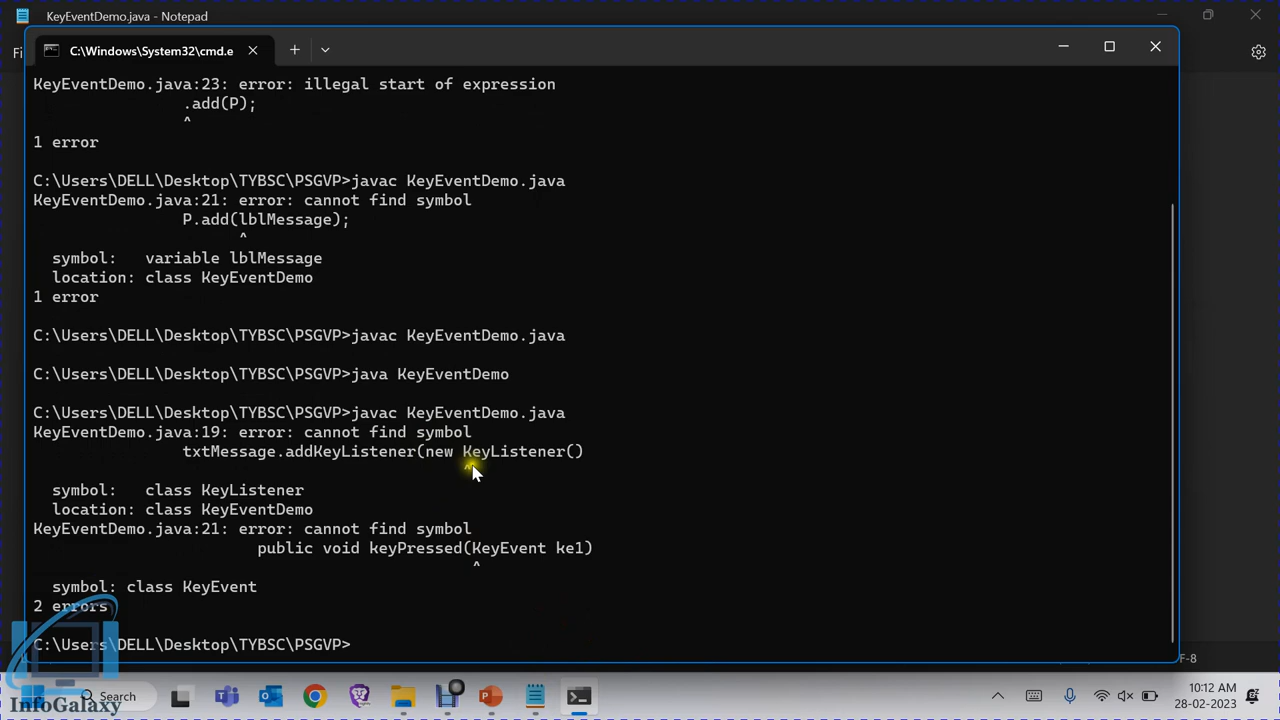 KeyEventDemo.java - Notepad
Fi
C:\Windows\System32\cmd.e
KeyEventDemo.java:23: error: illegal start of expression
.add(P);
^
1 error
C:\Users\DELL\Desktop\TYBSC\PSGVP>javac KeyEventDemo.java
KeyEventDemo.java:21: error: cannot find symbol
P.add(lblMessage);
^
symbol:   variable lblMessage
location: class KeyEventDemo
1 error
C:\Users\DELL\Desktop\TYBSC\PSGVP>javac KeyEventDemo.java
C:\Users\DELL\Desktop\TYBSC\PSGVP>java KeyEventDemo
C:\Users\DELL\Desktop\TYBSC\PSGVP>javac KeyEventDemo.java
KeyEventDemo.java:19: error: cannot find symbol
txtMessage.addKeyListener(new KeyListener()
^
symbol:   class KeyListener
location: class KeyEventDemo
KeyEventDemo.java:21: error: cannot find symbol
public void keyPressed(KeyEvent ke1)
^
symbol: class KeyEvent
2 errors
C:\Users\DELL\Desktop\TYBSC\PSGVP>
F-8
InfoGalaxy
Search
10:12 AM
28-02-2023